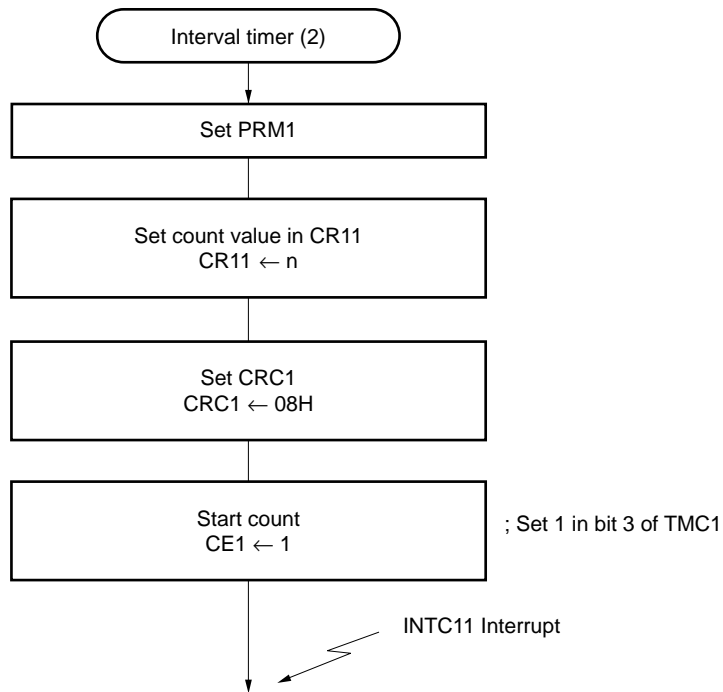 Interval timer (2)
Set PRM1
Set count value in CR11
CR11 ← n
Set CRC1
CRC1 ← 08H
Start count
CE1 ← 1
; Set 1 in bit 3 of TMC1
INTC11 Interrupt